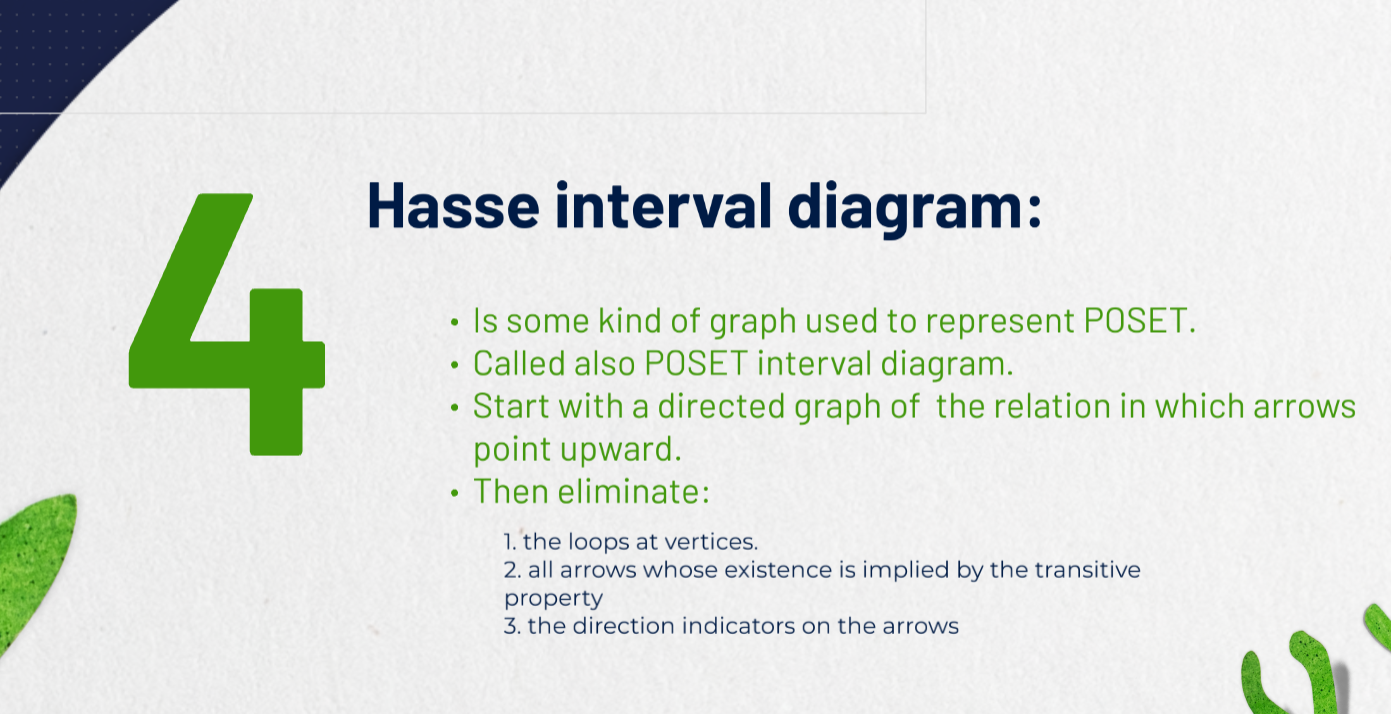 4
Hasse interval diagram:
• Is some kind of graph used to represent POSET.
• Called also POSET interval diagram.
• Start with a directed graph of  the relation in which arrows
point upward.
• Then eliminate:
1. the loops at vertices.
2. all arrows whose existence is implied by the transitive
property
3. the direction indicators on the arrows